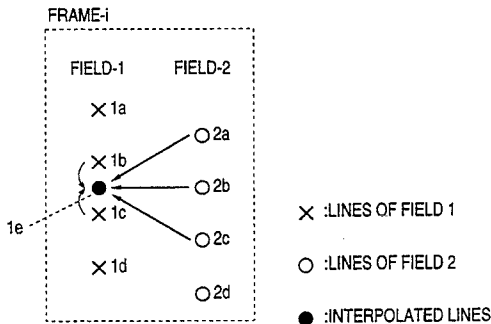 FRAME-i
FIELD-1 FIELD-2
1a
2a
1b
2b
1c
1e
2c
1d
2d
:LINES OF FIELD 1
:LINES OF FIELD 2
:INTERPOLATED LINES